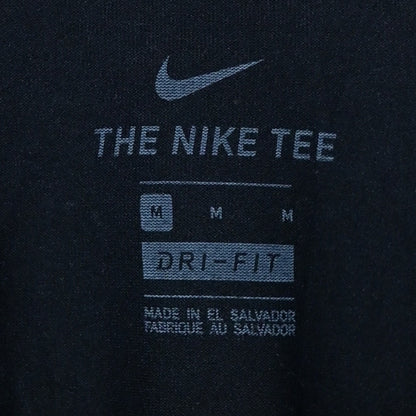 THE NIKE TEE
M M M
DRI-FIT
MADE IN EL SALVADOR
FABRIQUE AU SALVADOR